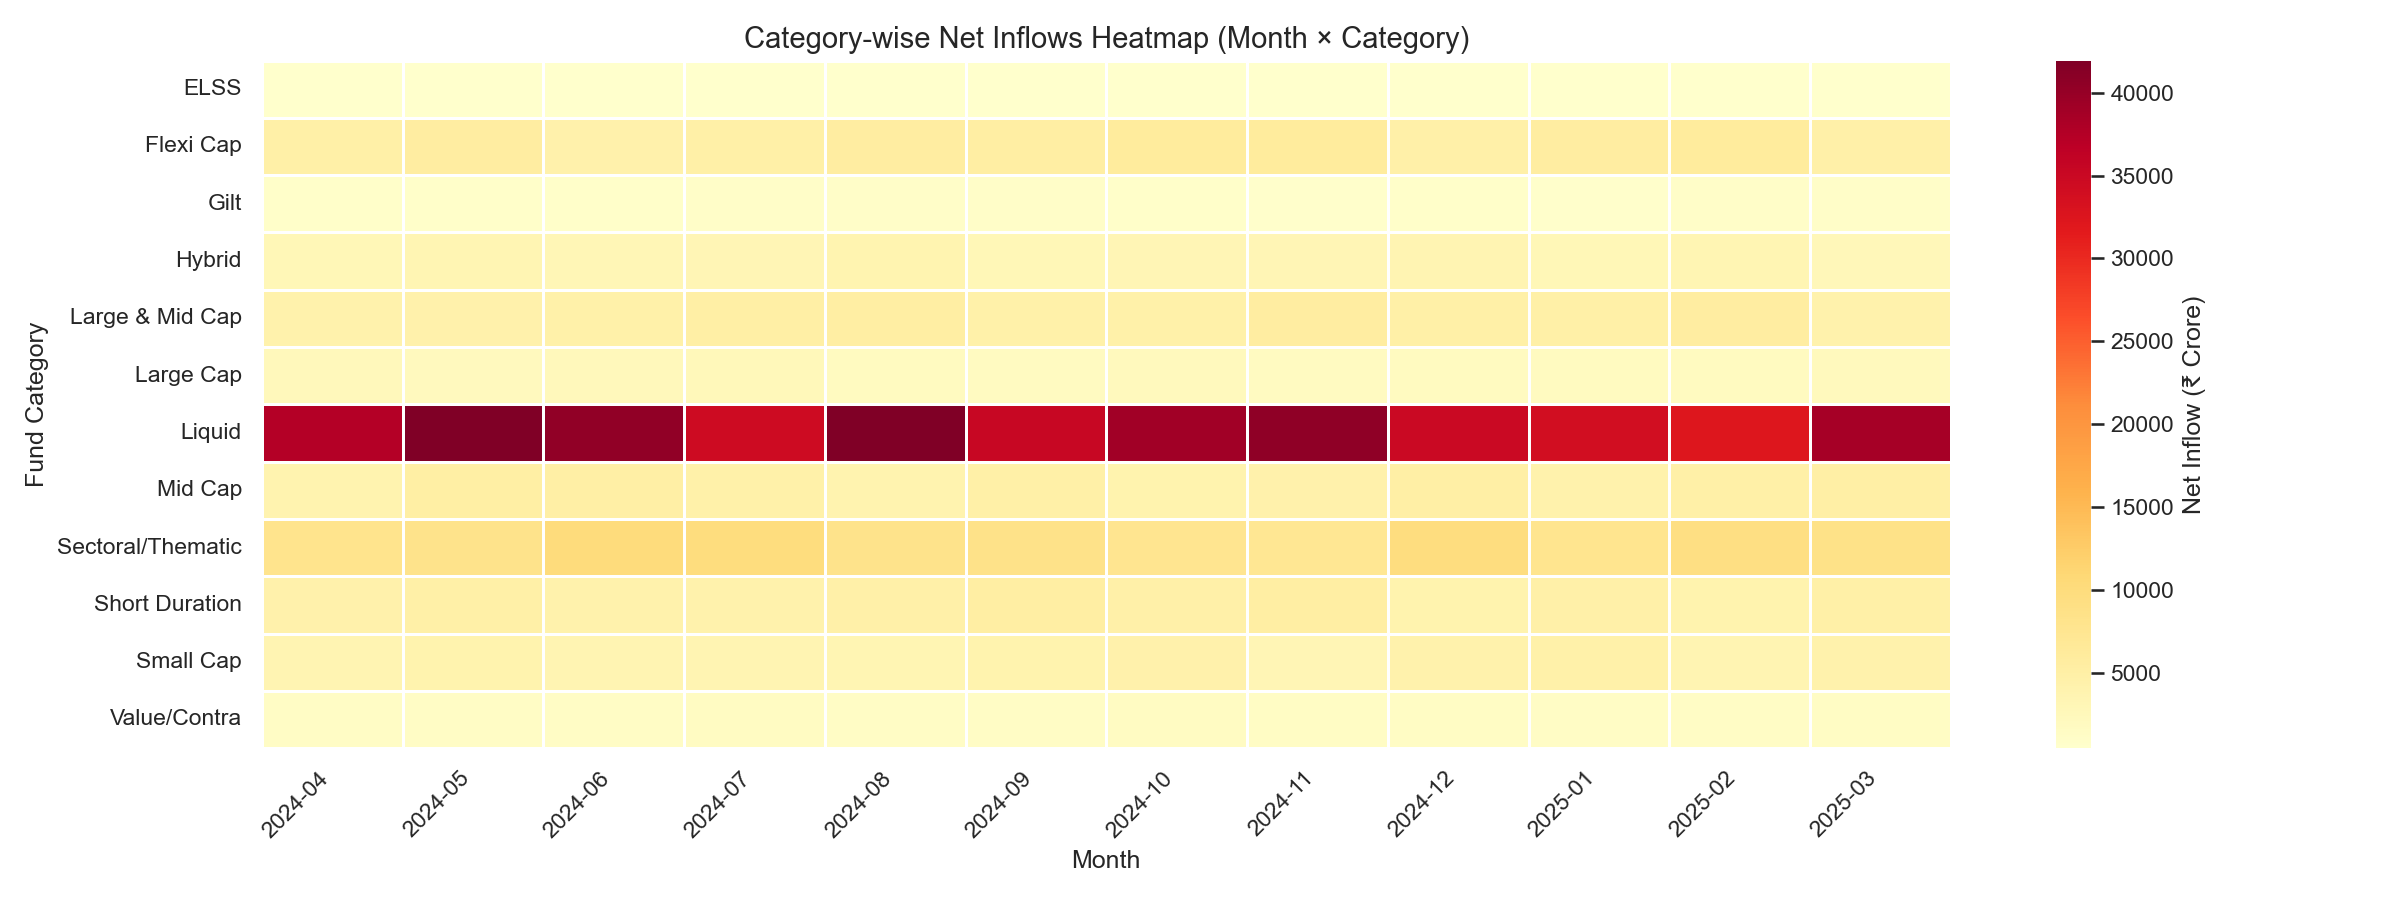 Category-wise Net Inflows Heatmap (Month × Category)
Fund Category
ELSS
Flexi Cap
Gilt
Hybrid
Large & Mid Cap
Large Cap
Liquid
Mid Cap
Sectoral/Thematic
Short Duration
Small Cap
Value/Contra
2024-04
2024-05
2024-06
2024-07
2024-08
2024-09
2024-10
2024-11
2024-12
2025-01
2025-02
2025-03
Month
40000
35000
30000
25000
20000
15000
10000
5000
Net Inflow (₹ Crore)